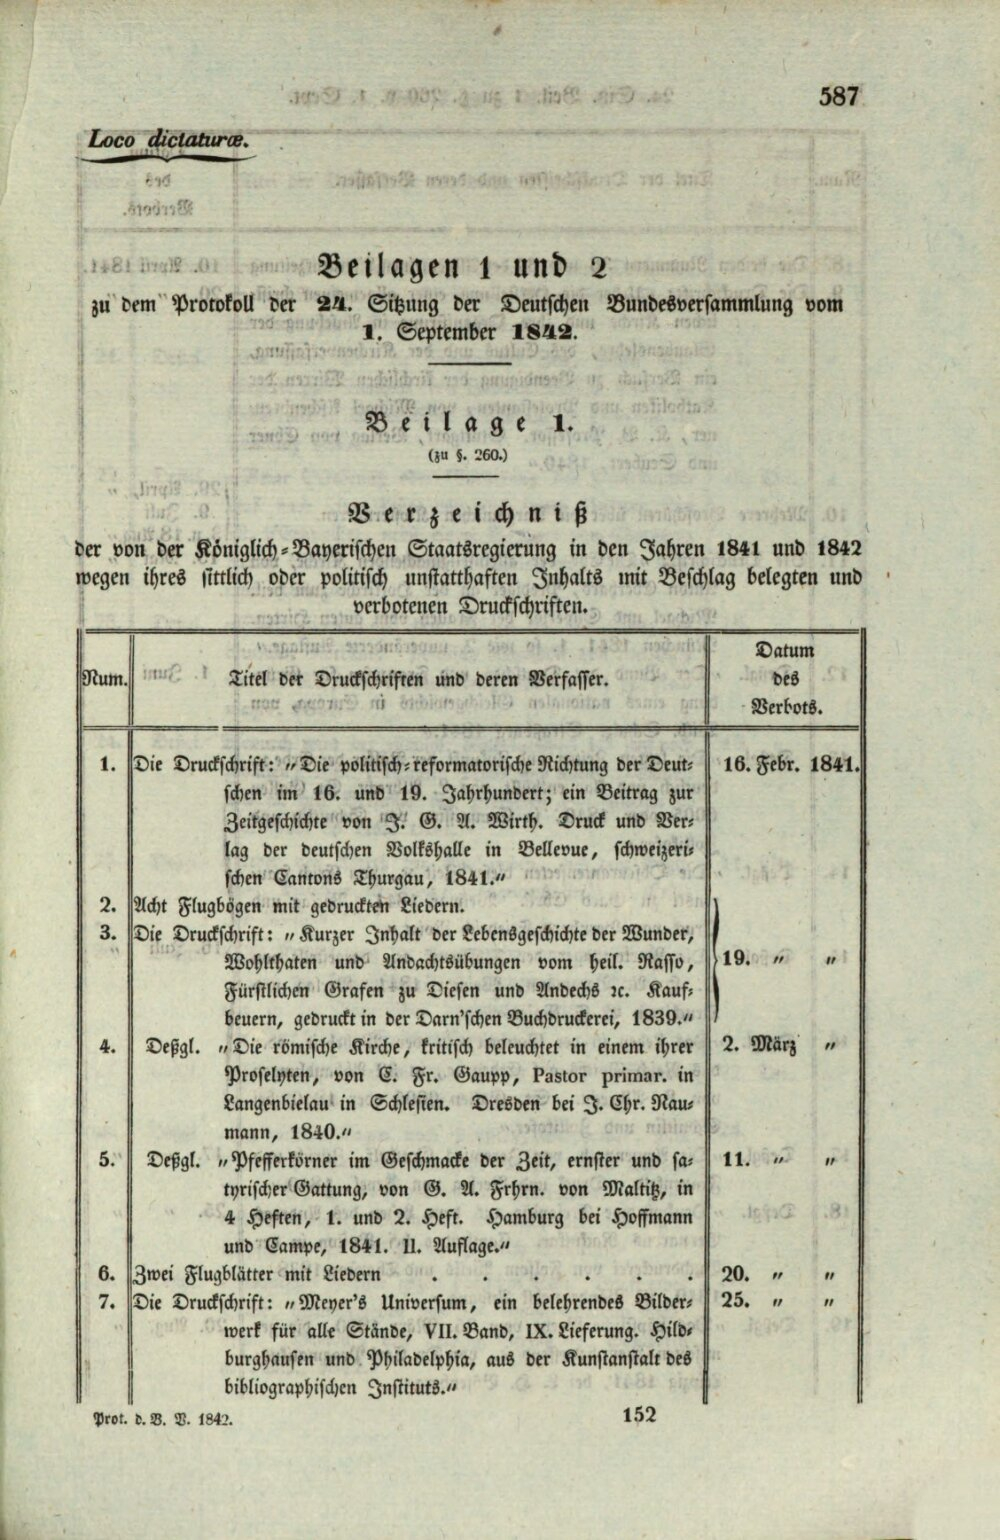 587
Loco dictaturæ.
Beilagen 1 und 2
zu dem Protokoll der 24. Sitzung der Deutschen Bundesversammlung vom
1. September 1842.
Beilage 1.
(zu §. 260.)
Verzeichniß
der von der Königlich-Bayerischen Staatsregierung in den Jahren 1841 und 1842
wegen ihres sittlich oder politisch unstatthaften Inhalts mit Beschlag belegten und
verbotenen Druckschriften.
Num. Titel der Druckschriften und deren Verfasser. Datum
des
Verbots.
1. Die Druckschrift: „Die politisch-reformatorische Richtung der Deut- 16. Febr. 1841.
schen im 16. und 19. Jahrhundert; ein Beitrag zur
Zeitgeschichte von J. G. A. Wirth. Druck und Ver-
lag der deutschen Volkshalle in Bellevue, schweizeri-
schen Cantons Thurgau, 1841.„
2. Acht Flugbögen mit gedruckten Liedern.
3. Die Druckschrift: „Kurzer Inhalt der Lebensgeschichte der Wunder,
Wohlthaten und Andachtsübungen vom heil. Rasso, 19. „ „
Fürstlichen Grafen zu Diesen und Andechs ꝛc. Kauf-
beuern, gedruckt in der Darn'schen Buchdruckerei, 1839.„
4. Deßgl. „Die römische Kirche, kritisch beleuchtet in einem ihrer 2. März „
Proselyten, von C. Fr. Gaupp, Pastor primar. in
Langenbielau in Schlesien. Dresden bei J. Chr. Nau-
mann, 1840.„
5. Deßgl. „Pfefferkörner im Geschmacke der Zeit, ernster und sa- 11. „ „
tyrischer Gattung, von G. A. Frhrn. von Maltitz, in
4 Heften, 1. und 2. Heft. Hamburg bei Hoffmann
und Campe, 1841. II. Auflage.„
6. Zwei Flugblätter mit Liedern . . . . . . 20. „ „
7. Die Druckschrift: „Meyer's Universum, ein belehrendes Bilder- 25. „ „
werk für alle Stände, VII. Band, IX. Lieferung. Hild-
burghausen und Philadelphia, aus der Kunstanstalt des
bibliographischen Instituts.„
Prot. d. B. V. 1842. 152